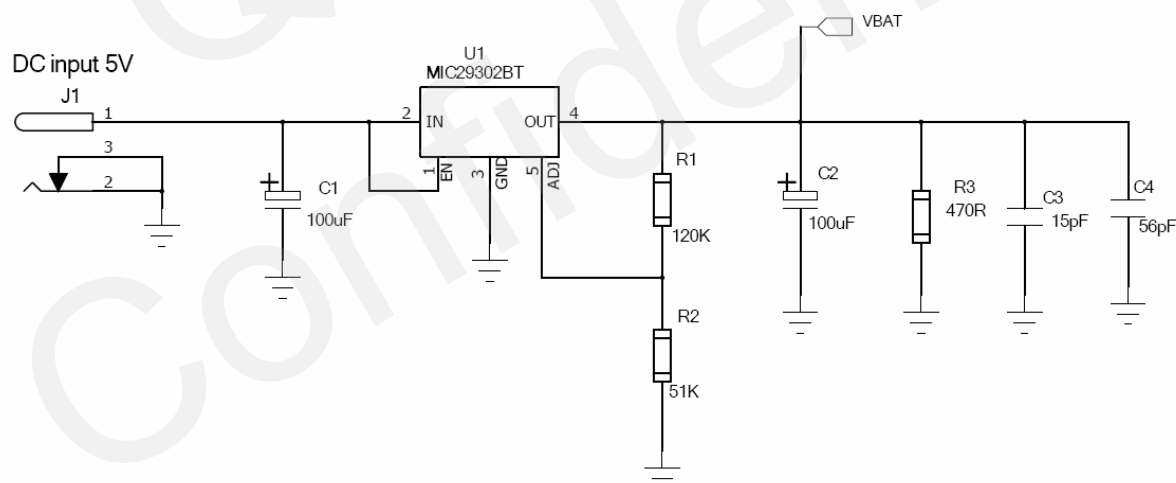 VBAT
DC input 5V
J1
U1
MIC29302BT
1
2
IN
OUT
4
3
2
1
EN
3
GND
5
ADJ
C1
100uF
R1
120K
C2
100uF
R3
470R
C3
15pF
C4
56pF
R2
51K
Confiden